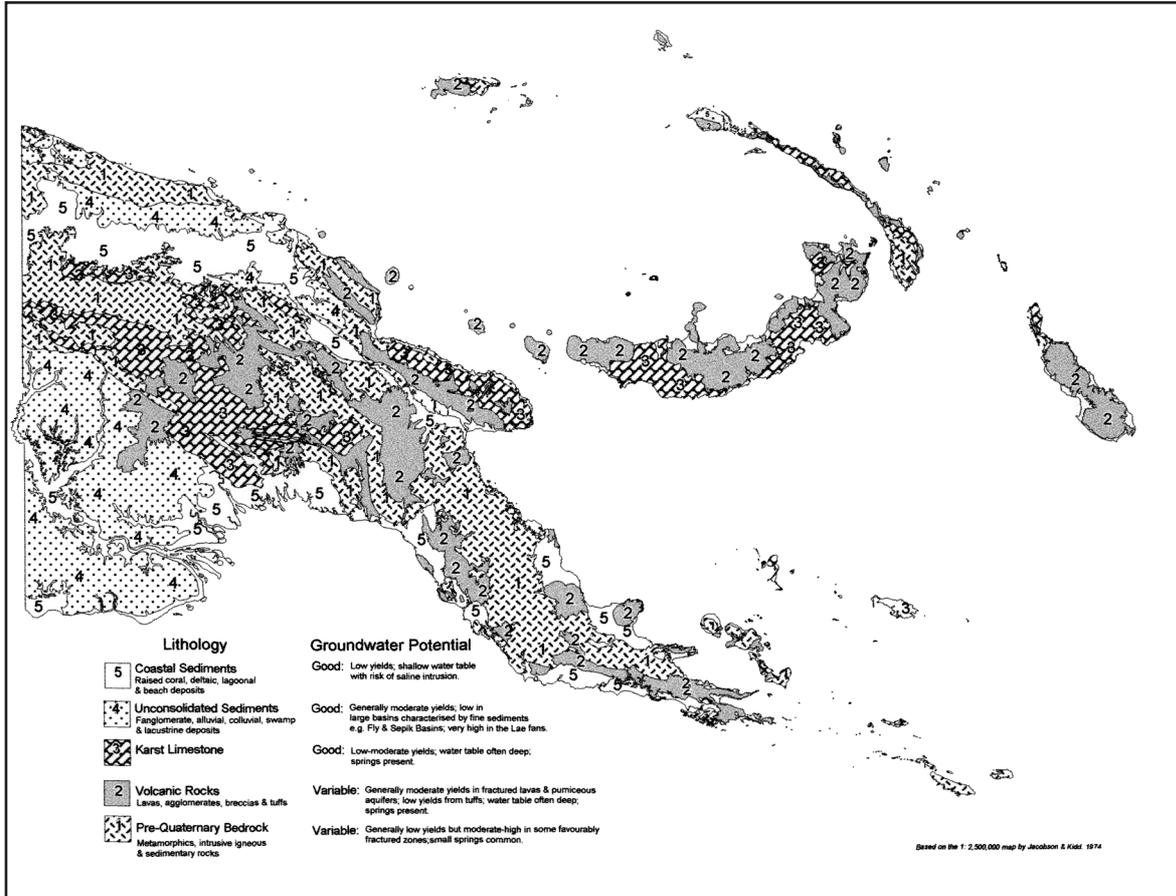 Lithology
Groundwater Potential
5
Coastal Sediments
Raised coral, deltaic, lagoonal
& beach deposits
Good: Low yields; shallow water table
with risk of saline intrusion.
4
Unconsolidated Sediments
Fanglomerate, alluvial, colluvial, swamp
& lacustrine deposits
Good: Generally moderate yields; low in
large basins characterised by fine sediments
e.g. Fly & Sepik Basins; very high in the Lae fans.
3
Karst Limestone
Good: Low-moderate yields; water table often deep;
springs present.
2
Volcanic Rocks
Lavas, agglomerates, breccias & tuffs
Variable: Generally moderate yields in fractured lavas & pumiceous
aquifers; low yields from tuffs; water table often deep;
springs present.
1
Pre-Quaternary Bedrock
Metamorphics, intrusive igneous
& sedimentary rocks
Variable: Generally low yields but moderate-high in some favourably
fractured zones;small springs common.
Based on the 1: 2,500,000 map by Jacobson & Kidd. 1974